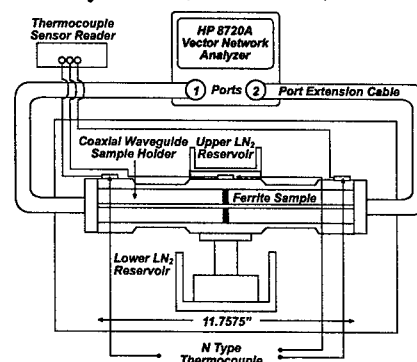 Thermocouple
Sensor Reader
HP 8720A
Vector Network
Analyzer
1 Ports 2 Port Extension Cable
Coaxial Waveguide
Sample Holder
Upper LN2
Reservoir
Ferrite Sample
Lower LN2
Reservoir
11.7575"
N Type
Thermocouple